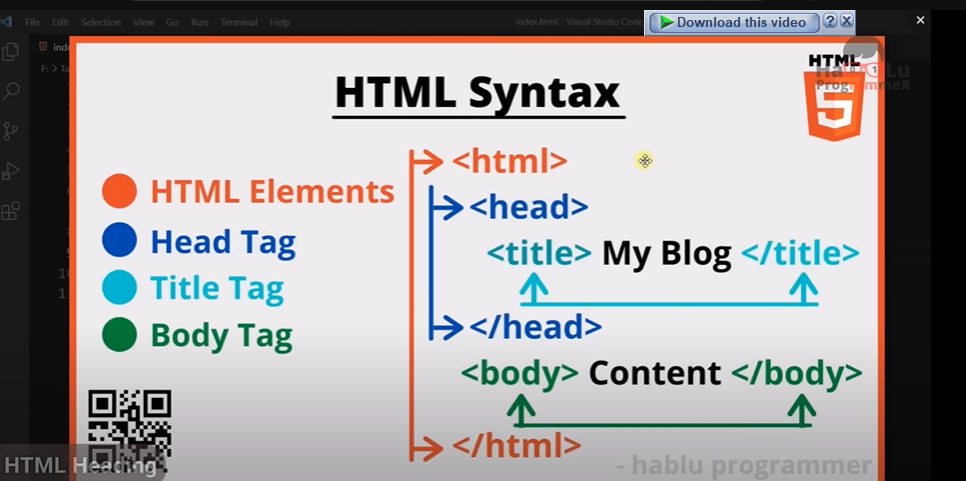 File Edit Selection View Go Run Terminal Help
index.html - Visual Studio Code
Download this video
HTML Syntax
HTML
5
HTML Elements
Head Tag
Title Tag
Body Tag
<html>
<head>
<title> My Blog </title>
</head>
<body> Content </body>
</html>
HTML Heading
- hablu programmer